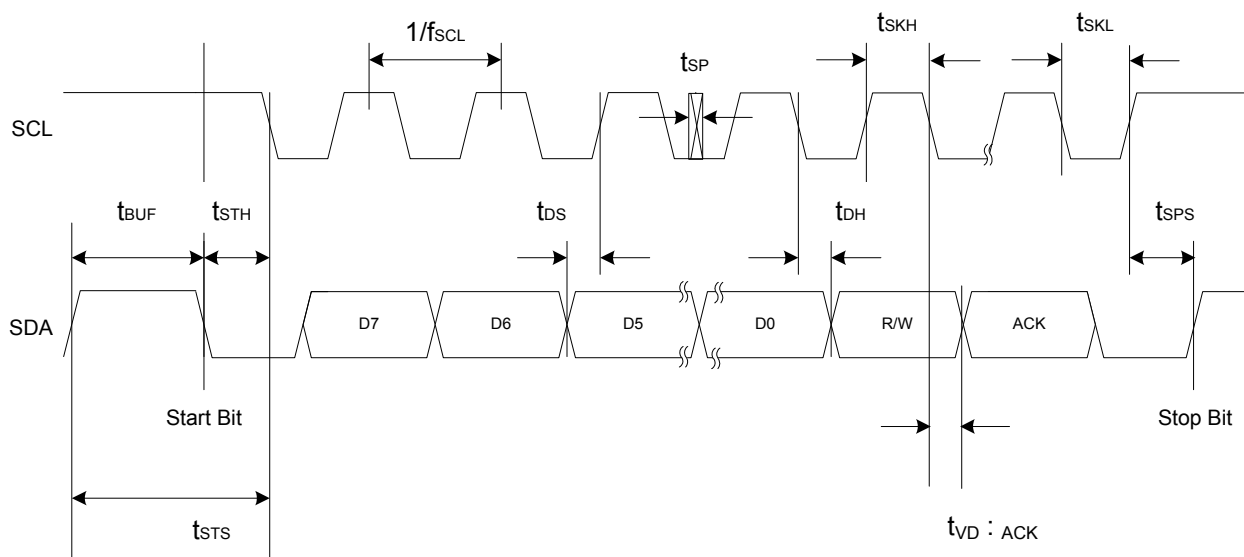 1/fSCL
tSKH
tSKL
tSP
SCL
tBUF
tSTH
tDS
tDH
tSPS
SDA
D7
D6
D5
D0
R/W
ACK
Start Bit
Stop Bit
tSTS
tVD : ACK